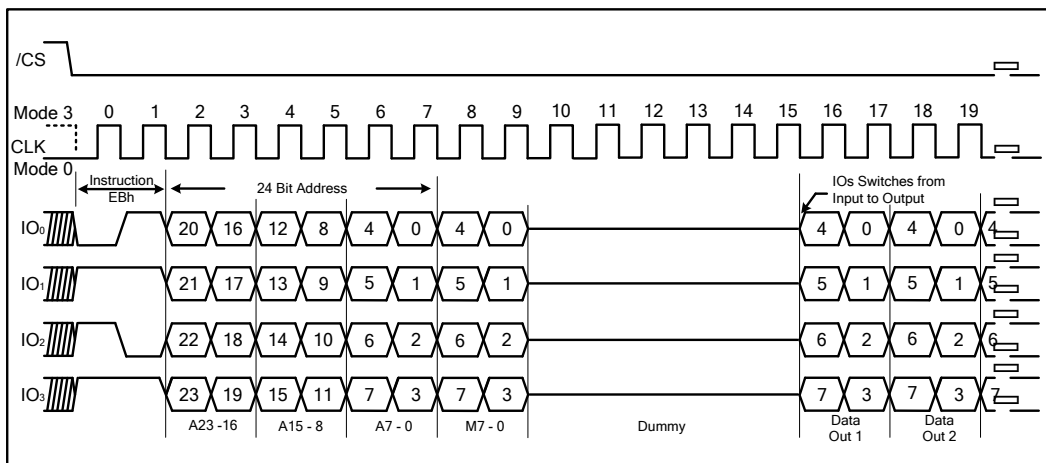 /CS
Mode 3 0 1 2 3 4 5 6 7 8 9 10 11 12 13 14 15 16 17 18 19
CLK
Mode 0
Instruction
EBh
24 Bit Address
IOs Switches from
Input to Output
IO0 20 16 12 8 4 0 4 0 4 0 4 0 4
IO1 21 17 13 9 5 1 5 1 5 1 5 1 5
IO2 22 18 14 10 6 2 6 2 6 2 6 2 6
IO3 23 19 15 11 7 3 7 3 7 3 7 3 7
A23 -16 A15 - 8 A7 - 0 M7 - 0 Dummy Data Data
Out 1 Out 2